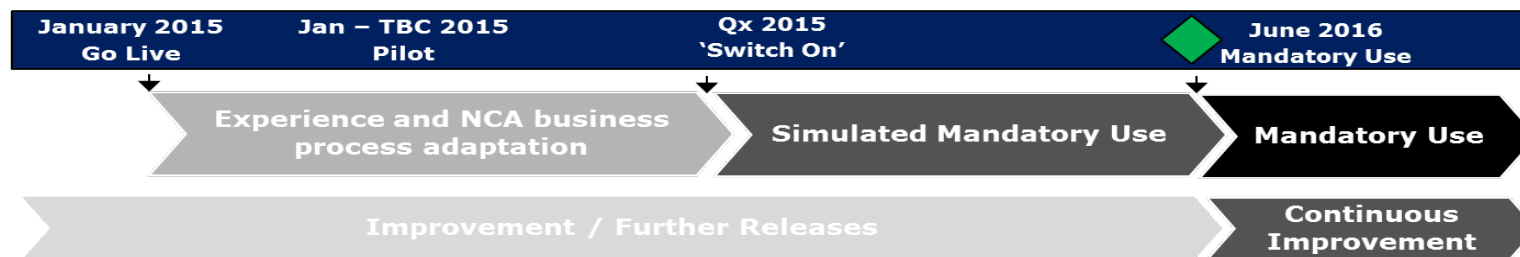 January 2015
Go Live
Jan – TBC 2015
Pilot
Qx 2015
‘Switch On’
June 2016
Mandatory Use
Experience and NCA business
process adaptation
Simulated Mandatory Use
Mandatory Use
Improvement / Further Releases
Continuous
Improvement